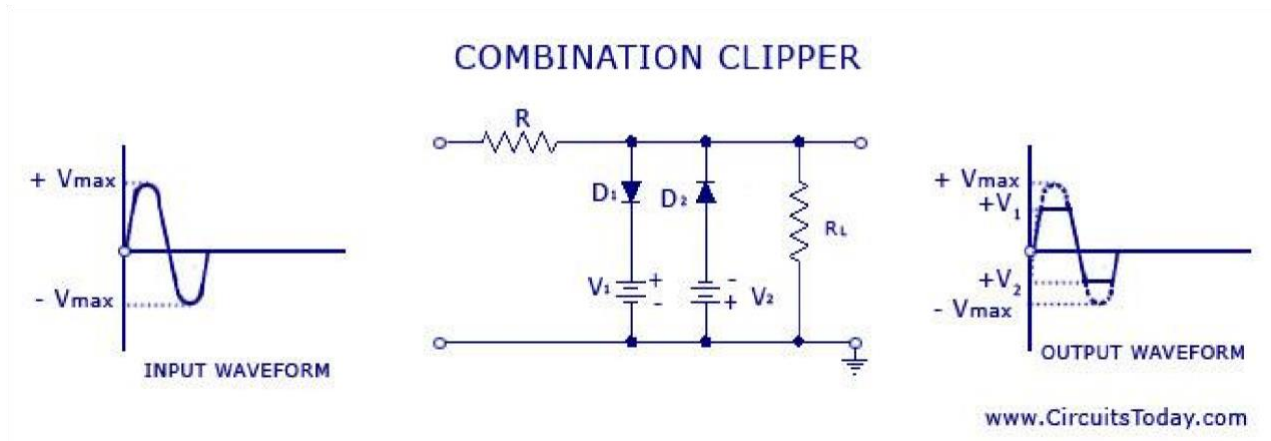 COMBINATION CLIPPER
+ Vmax
- Vmax
INPUT WAVEFORM
R
D1
D2
RL
V1
+
-
-
+
V2
+ Vmax
+V1
+V2
- Vmax
OUTPUT WAVEFORM
www.CircuitsToday.com